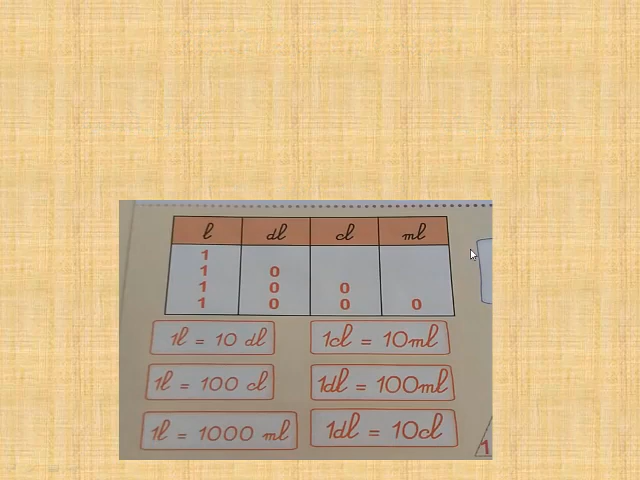 l dl cl ml
1
1 0
1 0 0
1 0 0 0
1l = 10 dl 1cl = 10ml
1l = 100 cl 1dl = 100ml
1l = 1000 ml 1dl = 10cl
1